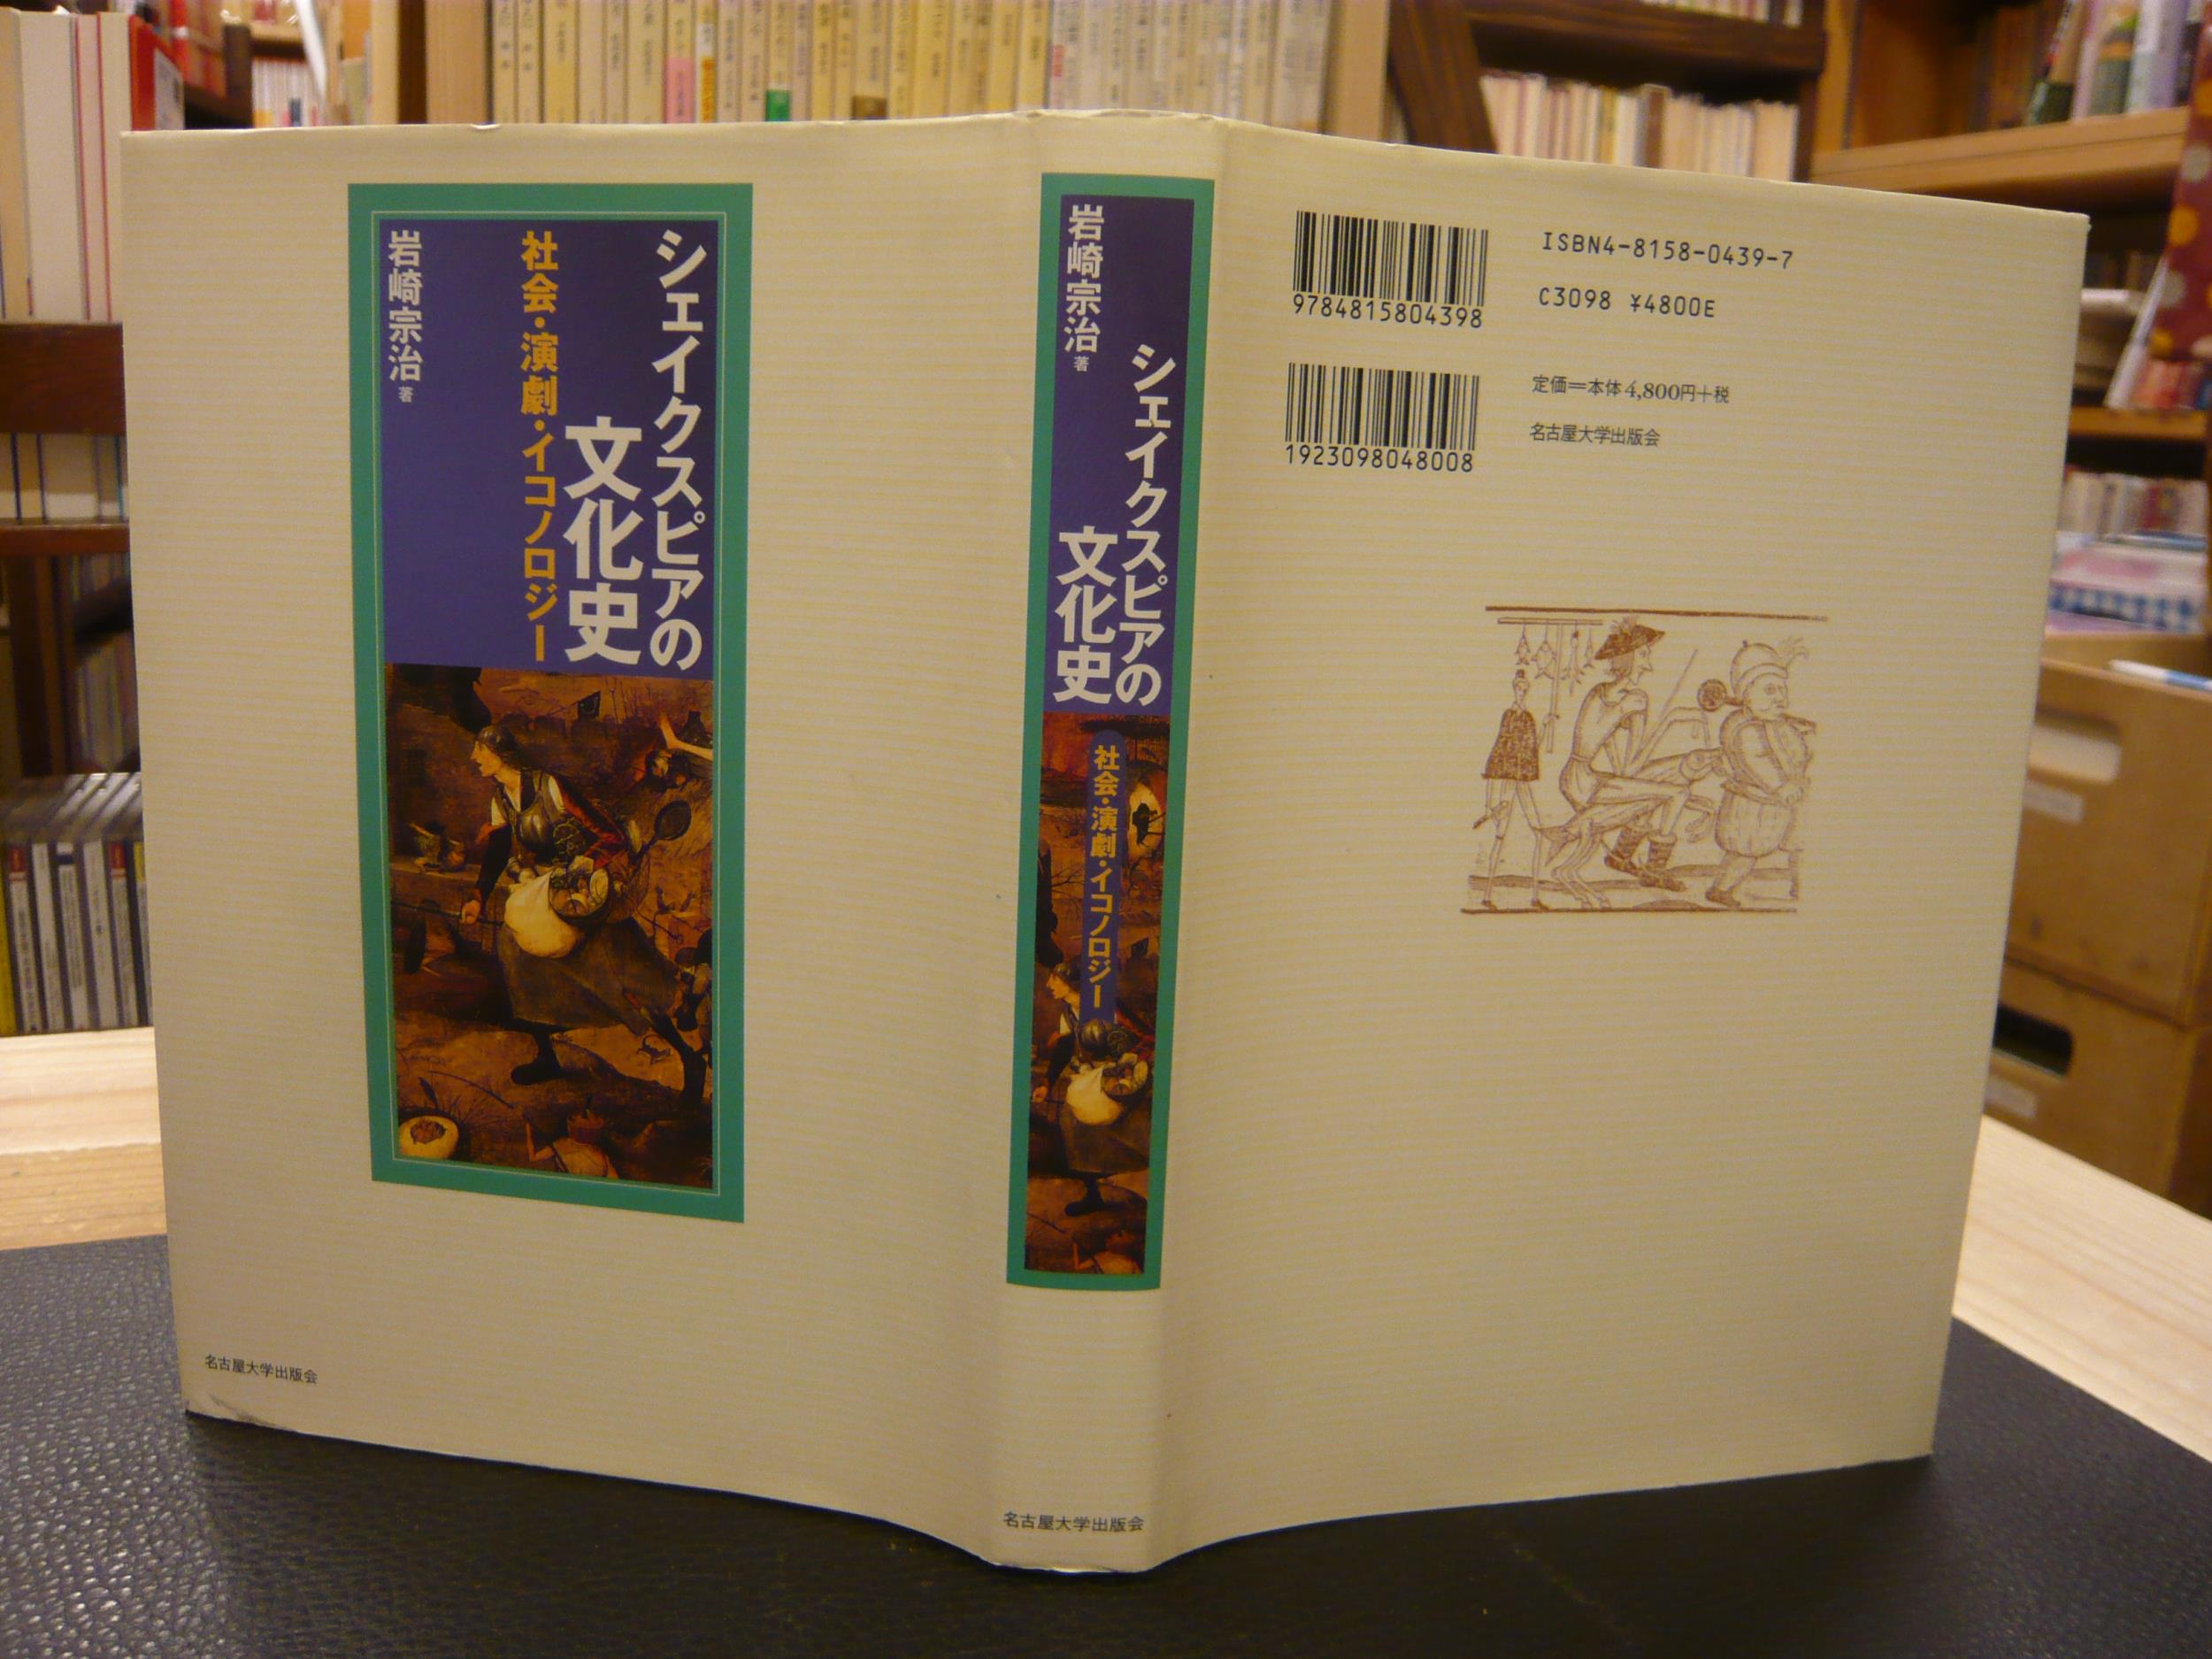 シェイクスピアの
文化史
社会・演劇・イコノロジー
岩崎宗治 著
名古屋大学出版会
岩崎宗治 著
シェイクスピアの
文化史
社会・演劇・イコノロジー
名古屋大学出版会
9784815804398
ISBN4-8158-0439-7
C3098 ¥4800E
1923098048008
定価=本体4,800円+税
名古屋大学出版会